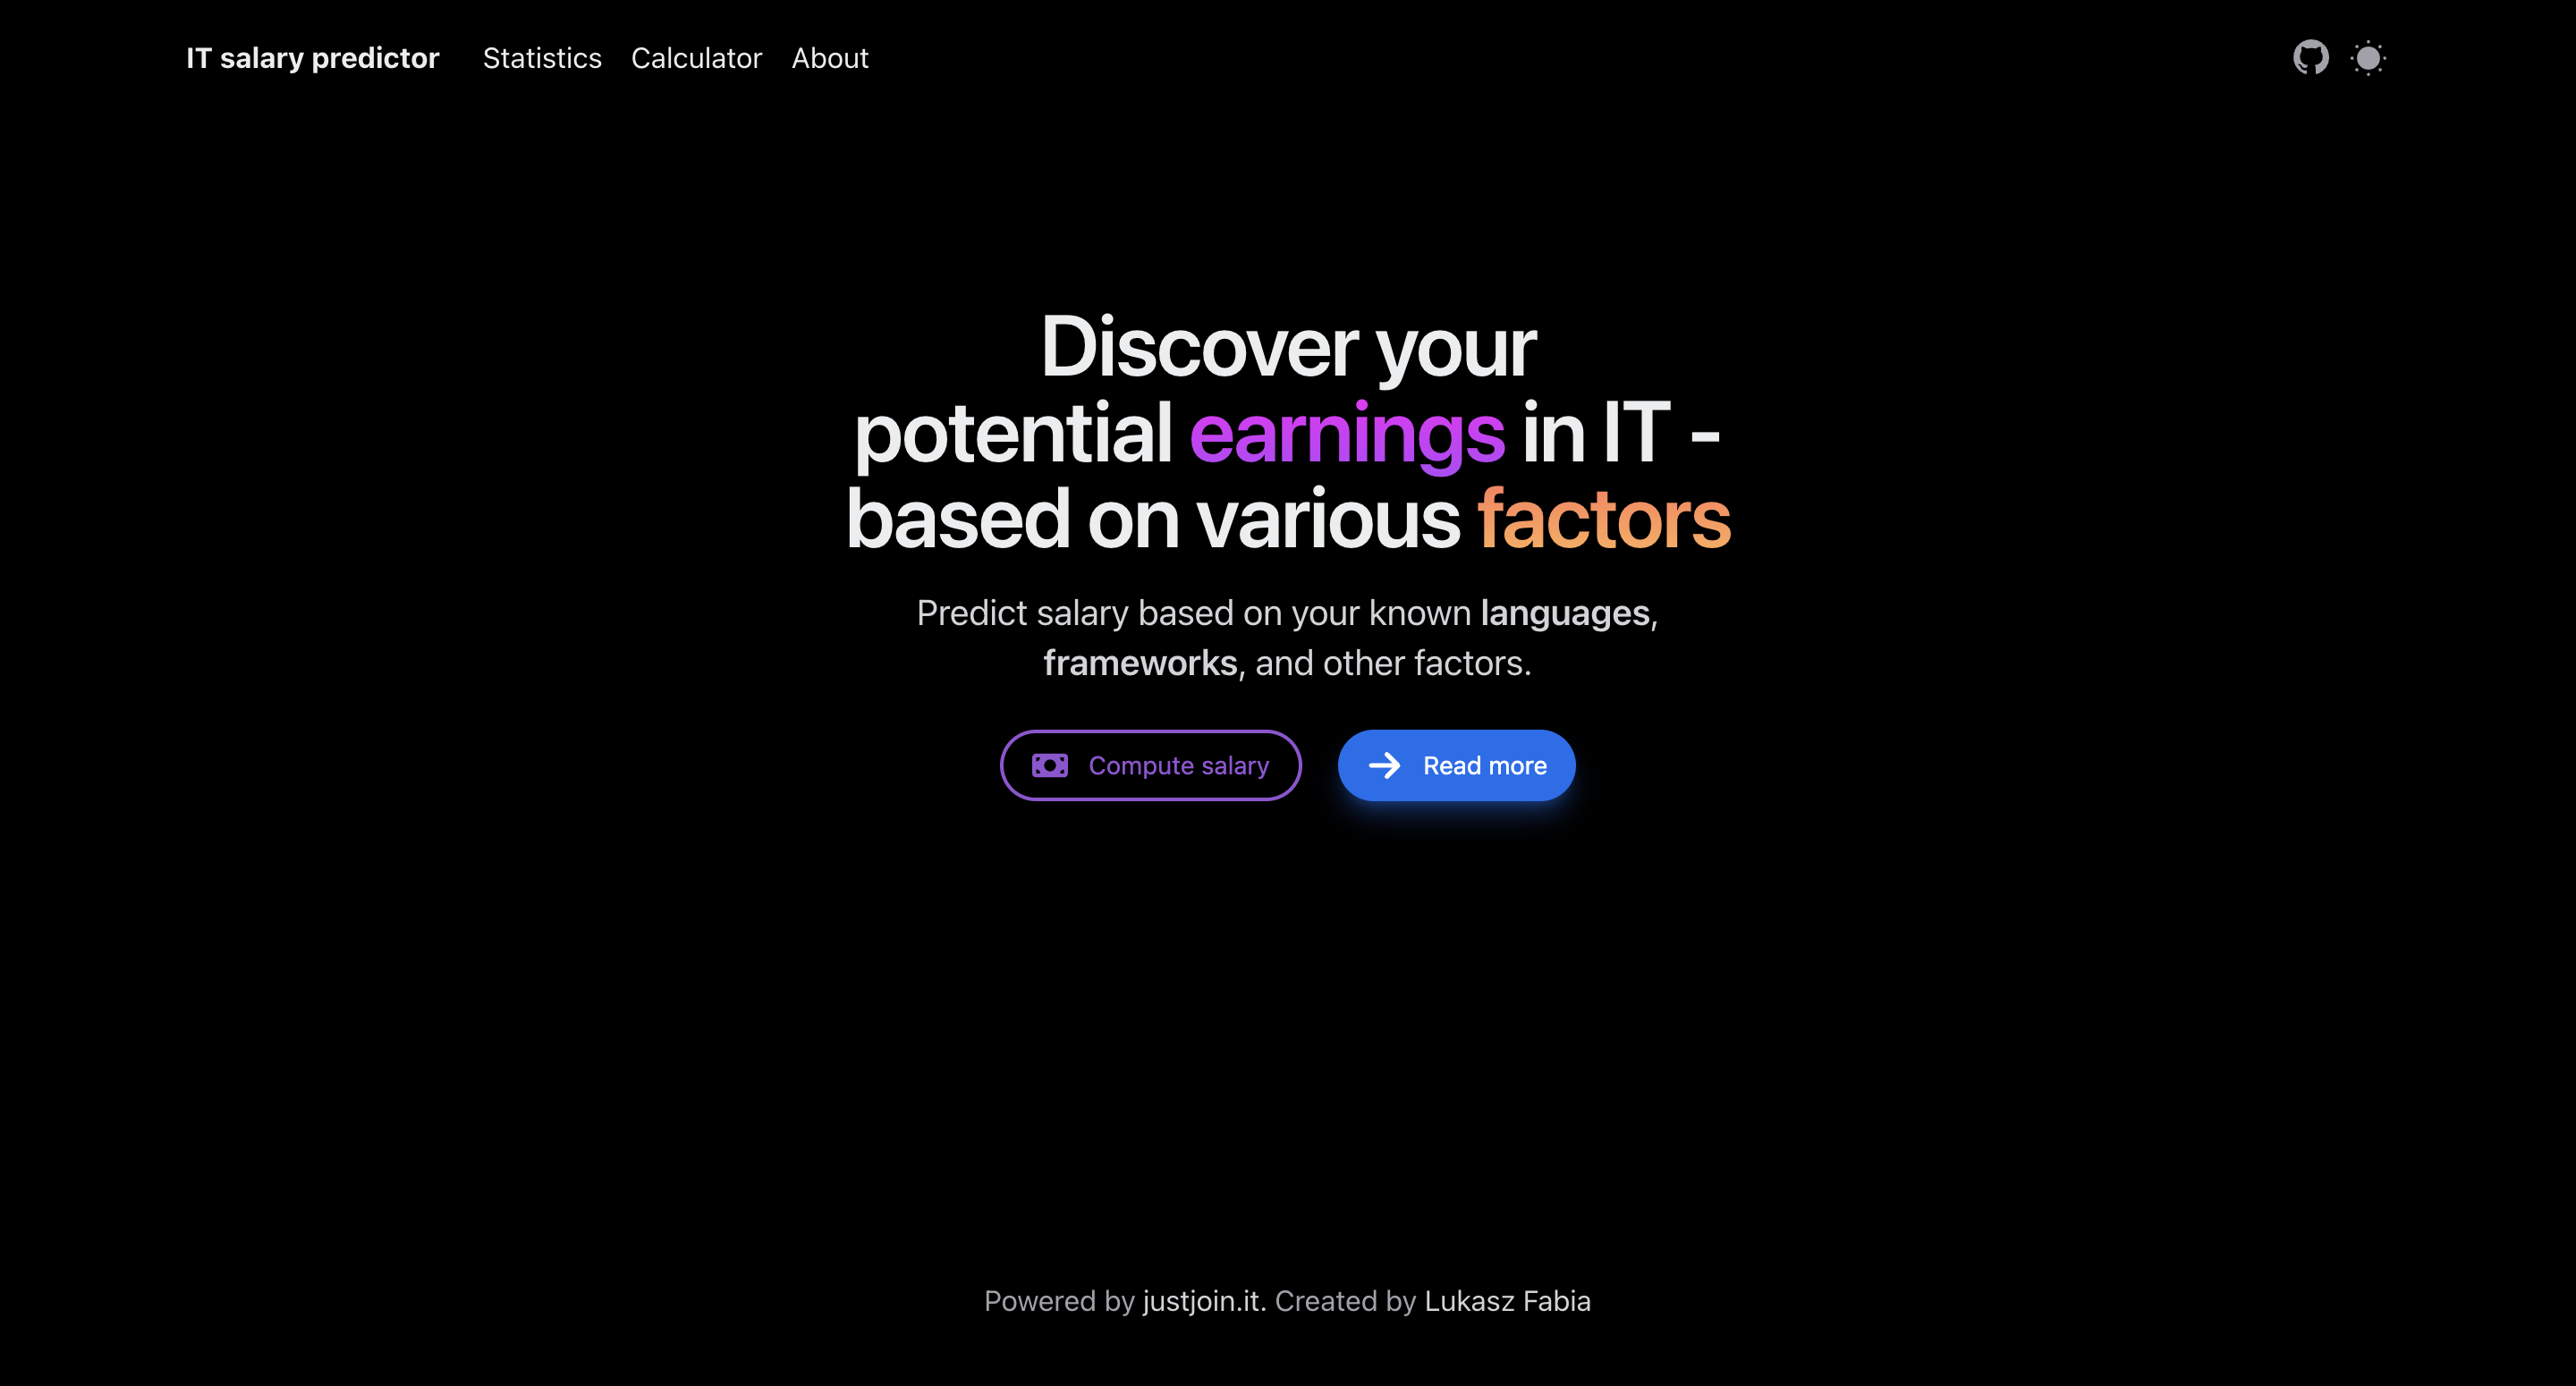 IT salary predictor Statistics Calculator About
Discover your
potential earnings in IT -
based on various factors
Predict salary based on your known languages,
frameworks, and other factors.
Compute salary Read more
Powered by justjoin.it. Created by Lukasz Fabia